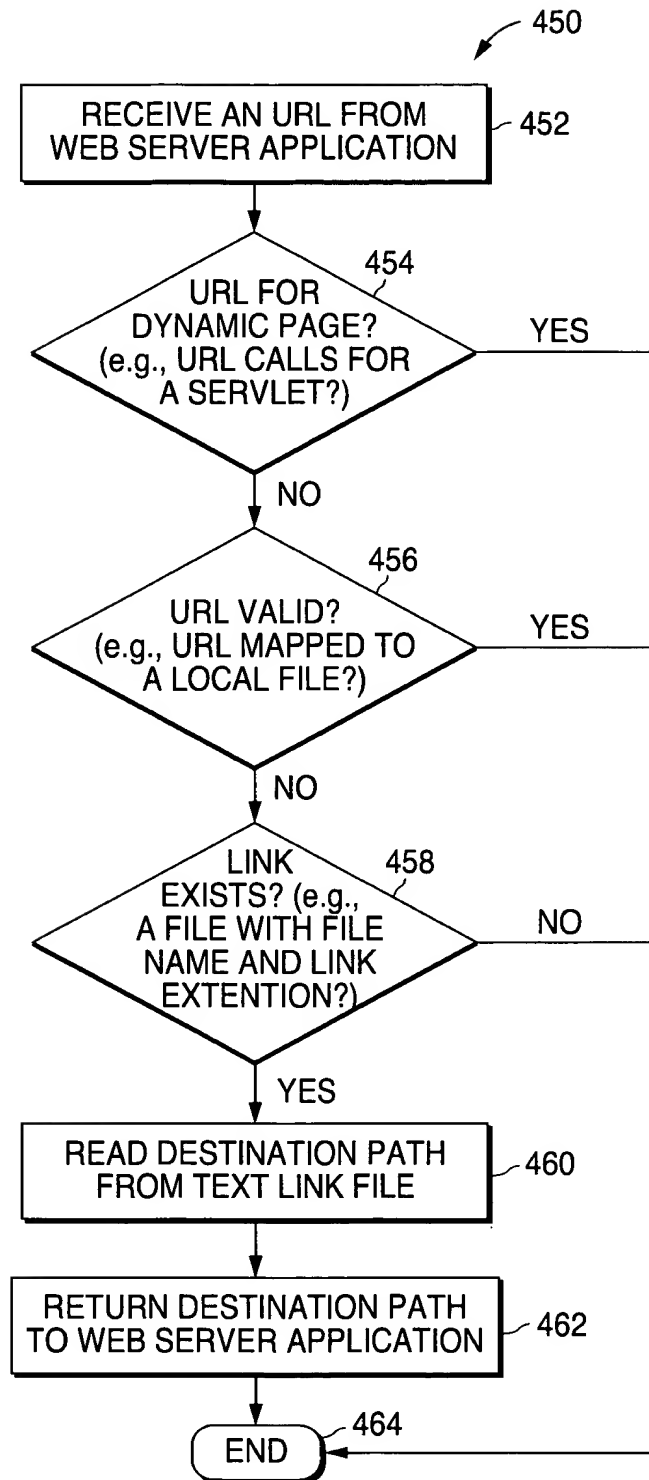 450
RECEIVE AN URL FROM
WEB SERVER APPLICATION
452
454
URL FOR
DYNAMIC PAGE?
(e.g., URL CALLS FOR
A SERVLET?)
YES
NO
456
URL VALID?
(e.g., URL MAPPED TO
A LOCAL FILE?)
YES
NO
458
LINK
EXISTS? (e.g.,
A FILE WITH FILE
NAME AND LINK
EXTENTION?)
NO
YES
READ DESTINATION PATH
FROM TEXT LINK FILE
460
RETURN DESTINATION PATH
TO WEB SERVER APPLICATION
462
464
END